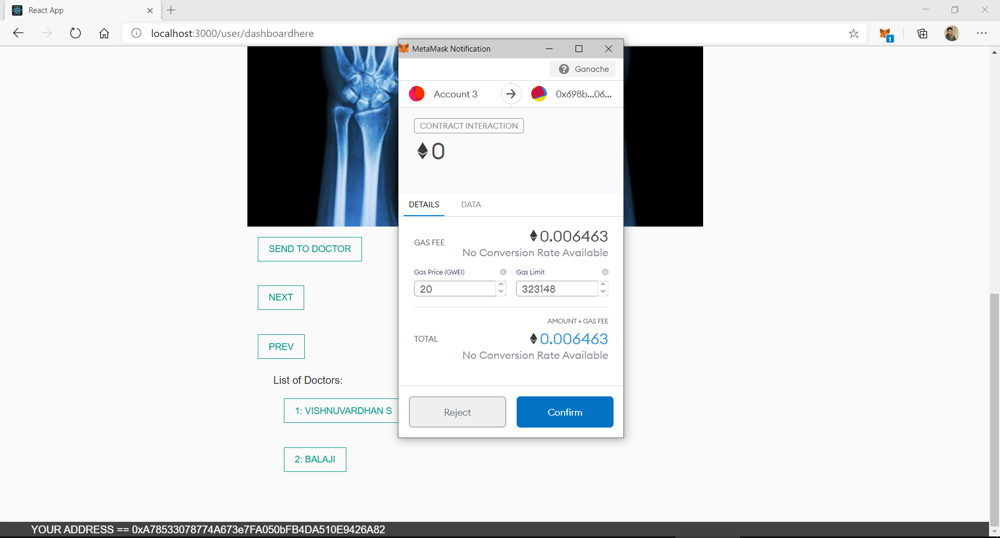 React App
localhost:3000/user/dashboardhere
1
MetaMask Notification
? Ganache
Account 3
0x698b...06...
CONTRACT INTERACTION
0
DETAILS
DATA
GAS FEE
0.006463
No Conversion Rate Available
Gas Price (GWEI)
Gas Limit
20
323148
AMOUNT + GAS FEE
TOTAL
0.006463
No Conversion Rate Available
Reject
Confirm
SEND TO DOCTOR
NEXT
PREV
List of Doctors:
1: VISHNUVARDHAN S
2: BALAJI
YOUR ADDRESS == 0xA78533078774A673e7FA050bFB4DA510E9426A82